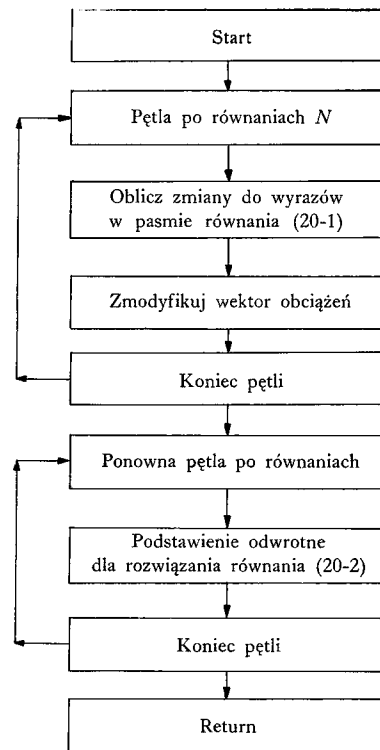 Start
Pętla po równaniach N
Oblicz zmiany do wyrazów
w pasmie równania (20-1)
Zmodyfikuj wektor obciążeń
Koniec pętli
Ponowna pętla po równaniach
Podstawienie odwrotne
dla rozwiązania równania (20-2)
Koniec pętli
Return